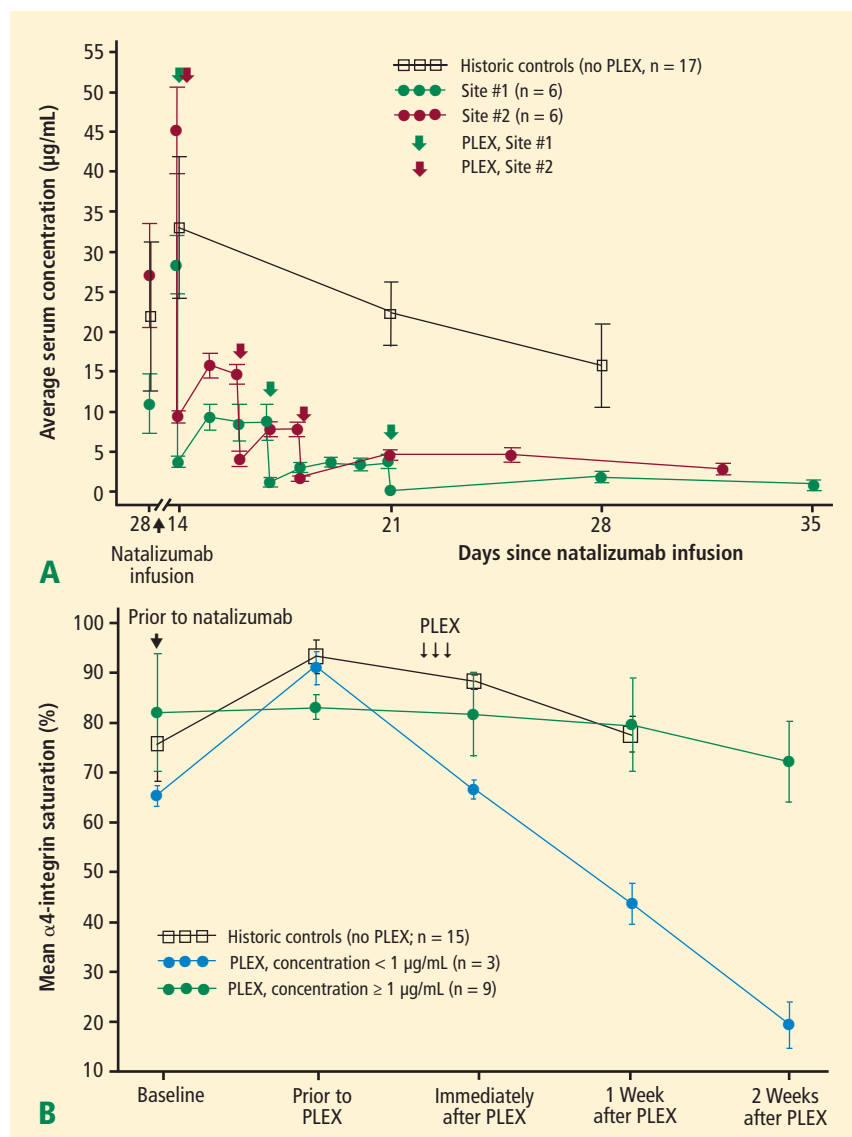 55
50
45
40
35
30
25
20
15
10
5
0
Average serum concentration (µg/mL)
Historic controls (no PLEX, n = 17)
Site #1 (n = 6)
Site #2 (n = 6)
PLEX, Site #1
PLEX, Site #2
28 14 21 28 35
Natalizumab
infusion
Days since natalizumab infusion
A
100
90
80
70
60
50
40
30
20
10
Mean α4-integrin saturation (%)
Prior to natalizumab
PLEX
Historic controls (no PLEX; n = 15)
PLEX, concentration < 1 µg/mL (n = 3)
PLEX, concentration ≥ 1 µg/mL (n = 9)
Baseline
Prior to
PLEX
Immediately
after PLEX
1 Week
after PLEX
2 Weeks
after PLEX
B